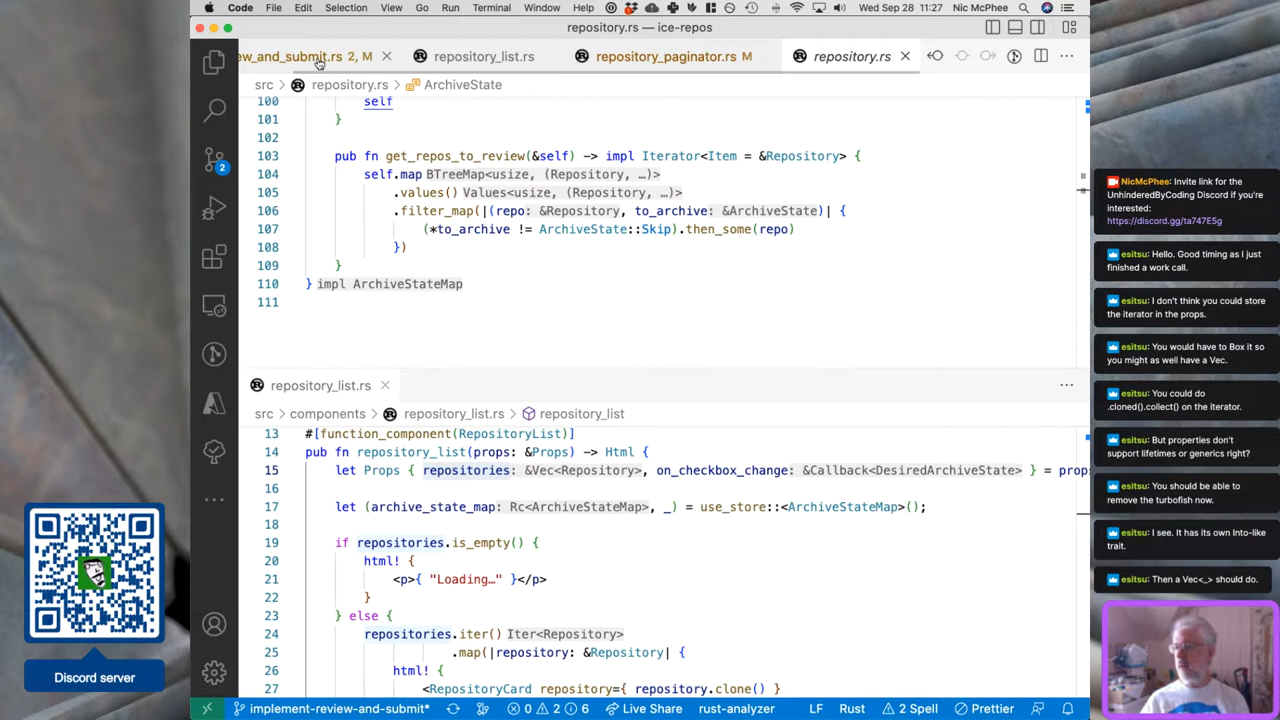 Code File Edit Selection View Go Run Terminal Window Help Wed Sep 28 11:27 Nic McPhee
repository.rs — ice-repos
ew_and_submit.rs 2, M repository_list.rs repository_paginator.rs M repository.rs
src > repository.rs > ArchiveState
100 self
101 }
102
103 pub fn get_repos_to_review(&self) -> impl Iterator<Item = &Repository> {
104 self.map BTreeMap<usize, (Repository, …)>
105 .values() Values<usize, (Repository, …)>
106 .filter_map(|(repo: &Repository, to_archive: &ArchiveState)| {
107 (*to_archive != ArchiveState::Skip).then_some(repo)
108 })
109 }
110 } impl ArchiveStateMap
111
repository_list.rs
src > components > repository_list.rs > repository_list
13 #[function_component(RepositoryList)]
14 pub fn repository_list(props: &Props) -> Html {
15 let Props { repositories: &Vec<Repository>, on_checkbox_change: &Callback<DesiredArchiveState> } = props
16
17 let (archive_state_map: Rc<ArchiveStateMap>, _) = use_store::<ArchiveStateMap>();
18
19 if repositories.is_empty() {
20 html! {
21 <p>{ "Loading…" }</p>
22 }
23 } else {
24 repositories.iter() Iter<Repository>
25 .map(|repository: &Repository| {
26 html! {
27 <RepositoryCard repository={ repository.clone() }
2
implement-review-and-submit* 0 2 6 Live Share rust-analyzer LF Rust 2 Spell Prettier
NicMcPhee: Invite link for the
UnhinderedByCoding Discord if you're
interested:
https://discord.gg/ta747E5g
esitsu: Hello. Good timing as I just
finished a work call.
esitsu: I don't think you could store
the iterator in the props.
esitsu: You would have to Box it so
you might as well have a Vec.
esitsu: You could do
.cloned().collect() on the iterator.
esitsu: But properties don't
support lifetimes or generics right?
esitsu: You should be able to
remove the turbofish now.
esitsu: I see. It has its own Into-like
trait.
esitsu: Then a Vec<_> should do.
Discord server